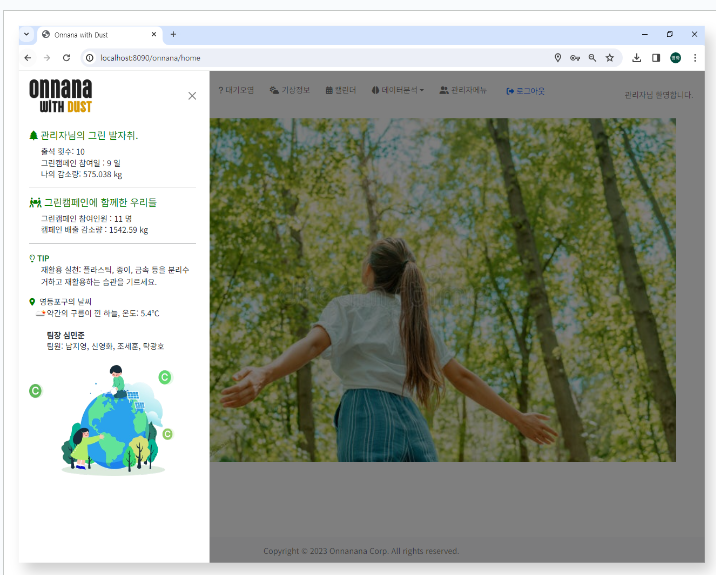 Onnana with Dust
localhost:8090/onnana/home
onnana
WITH DUST
? 대기오염
기상정보
캘린더
데이터분석
관리자메뉴
로그아웃
관리자님 환영합니다.
관리자님의 그린 발자취.
출석 횟수: 10
그린캠페인 참여일 : 9 일
나의 감소량: 575.038 kg
그린캠페인에 함께한 우리들
그린캠페인 참여인원 : 11 명
캠페인 배출 감소량 : 1542.59 kg
TIP
재활용 실천: 플라스틱, 종이, 금속 등을 분리수
거하고 재활용하는 습관을 기르세요.
영등포구의 날씨
약간의 구름이 낀 하늘, 온도: 5.4℃
팀장 심민준
팀원: 남지영, 신영화, 조세훈, 탁광호
C
C
C
Copyright © 2023 Onnanana Corp. All rights reserved.